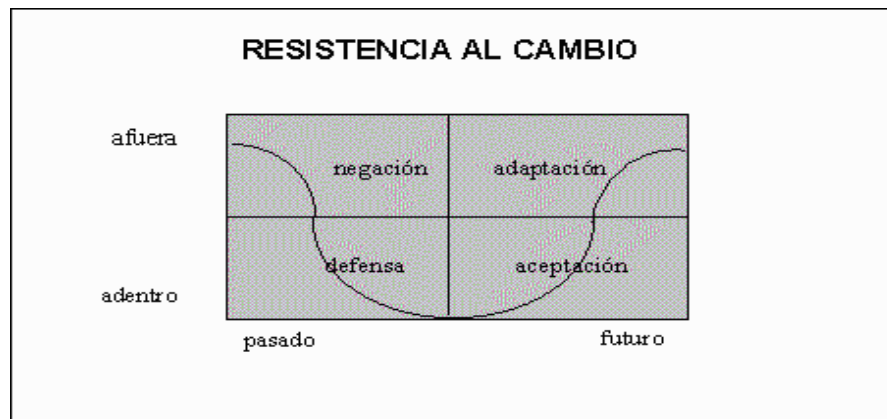 RESISTENCIA AL CAMBIO
afuera
negación
adaptación
defensa
aceptación
adentro
pasado
futuro